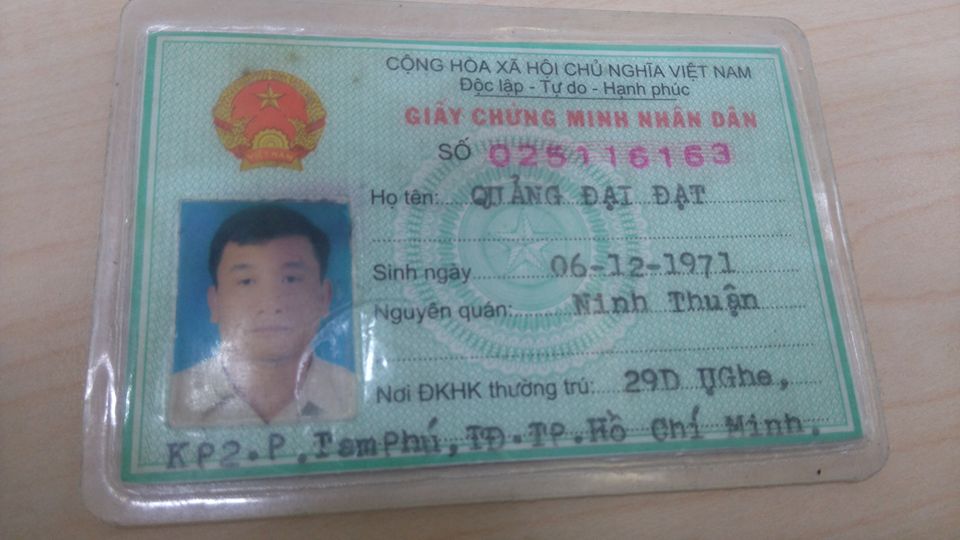 CỘNG HÒA XÃ HỘI CHỦ NGHĨA VIỆT NAM
Độc lập - Tự do - Hạnh phúc
GIẤY CHỨNG MINH NHÂN DÂN
SỐ 025116163
Họ tên: QUẢNG ĐẠI ĐẠT
Sinh ngày 06-12-1971
Nguyên quán: Ninh Thuận
Nơi ĐKHK thường trú: 29D ỤGhe,
KP2.P.TamPhú,TĐ.TP.Hồ Chí Minh.
VIỆT NAM